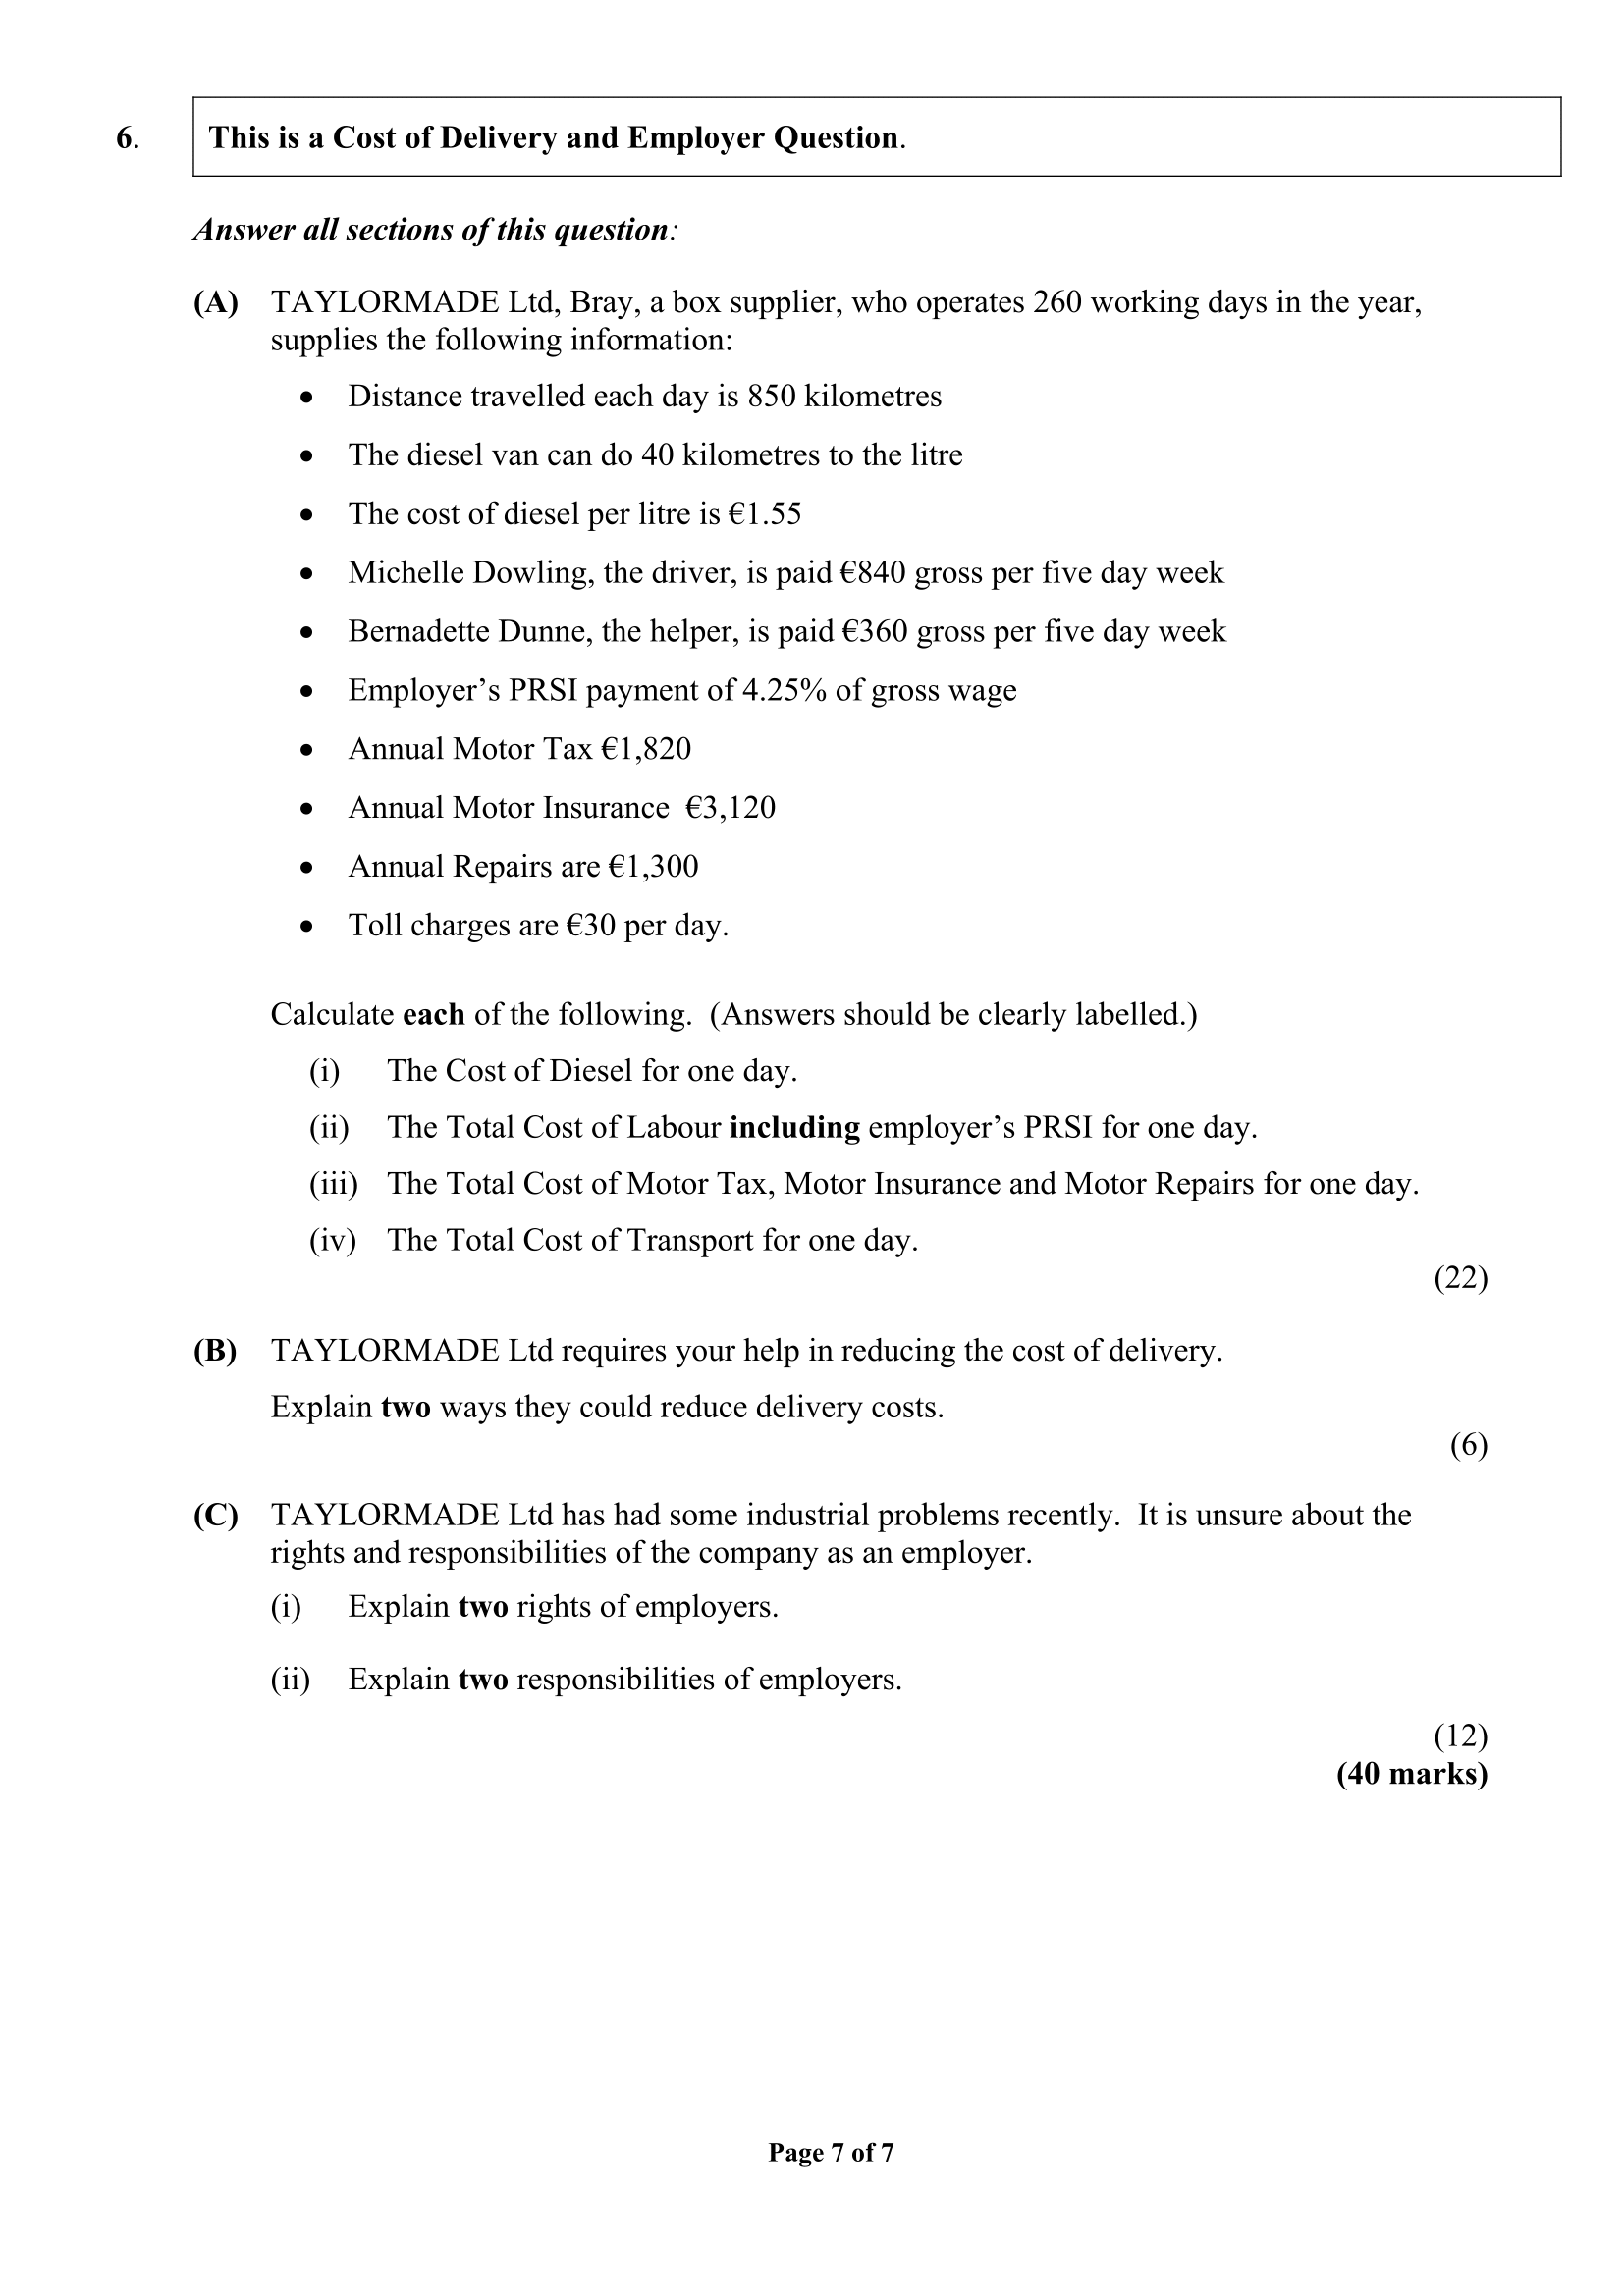 6.
This is a Cost of Delivery and Employer Question.
Answer all sections of this question:
(A) TAYLORMADE Ltd, Bray, a box supplier, who operates 260 working days in the year,
supplies the following information:
• Distance travelled each day is 850 kilometres
• The diesel van can do 40 kilometres to the litre
• The cost of diesel per litre is €1.55
• Michelle Dowling, the driver, is paid €840 gross per five day week
• Bernadette Dunne, the helper, is paid €360 gross per five day week
• Employer’s PRSI payment of 4.25% of gross wage
• Annual Motor Tax €1,820
• Annual Motor Insurance €3,120
• Annual Repairs are €1,300
• Toll charges are €30 per day.
Calculate each of the following. (Answers should be clearly labelled.)
(i) The Cost of Diesel for one day.
(ii) The Total Cost of Labour including employer’s PRSI for one day.
(iii) The Total Cost of Motor Tax, Motor Insurance and Motor Repairs for one day.
(iv) The Total Cost of Transport for one day.
(22)
(B) TAYLORMADE Ltd requires your help in reducing the cost of delivery.
Explain two ways they could reduce delivery costs.
(6)
(C) TAYLORMADE Ltd has had some industrial problems recently. It is unsure about the
rights and responsibilities of the company as an employer.
(i) Explain two rights of employers.
(ii) Explain two responsibilities of employers.
(12)
(40 marks)
Page 7 of 7